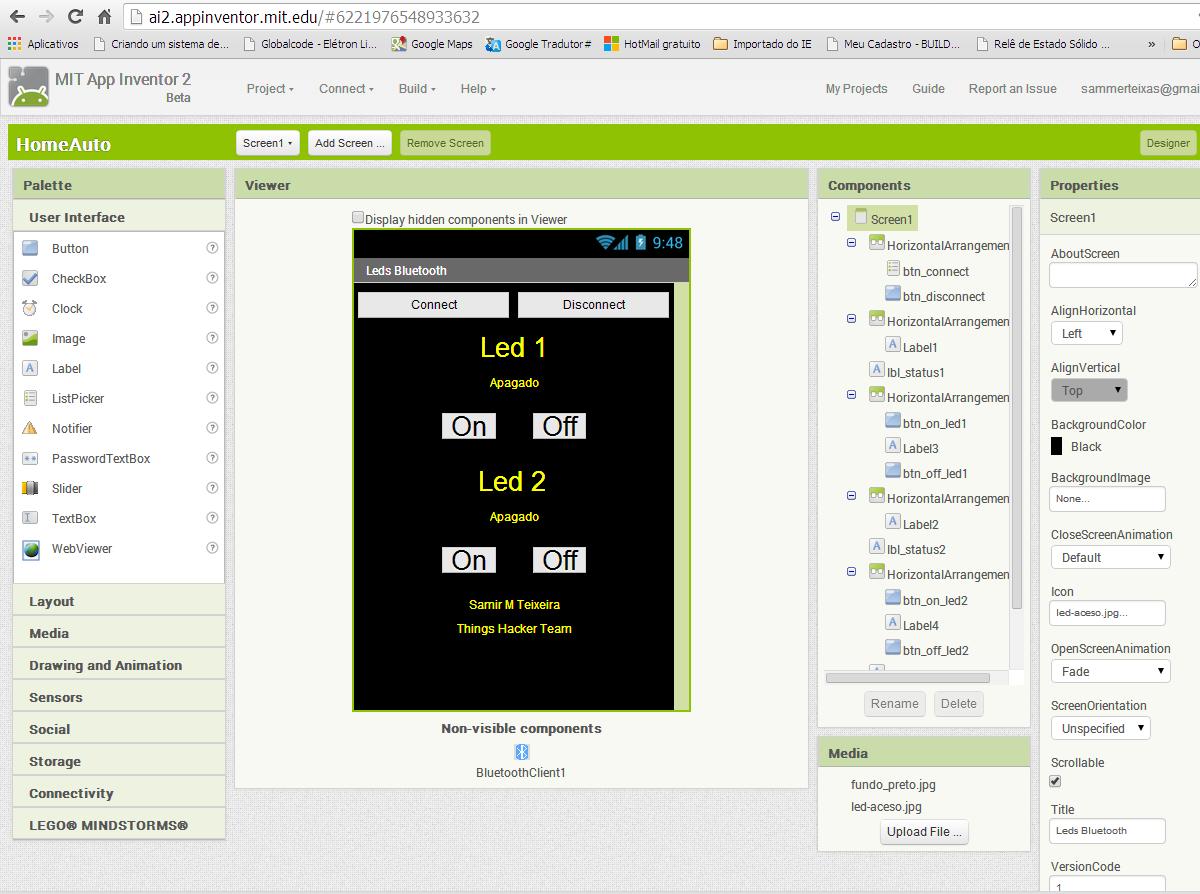 ai2.appinventor.mit.edu/#6221976548933632
Aplicativos Criando um sistema de... Globalcode - Elétron Li... Google Maps Google Tradutor# HotMail gratuito Importado do IE Meu Cadastro - BUILD... Relê de Estado Sólido ... » O
MIT App Inventor 2
Beta
Project Connect Build Help My Projects Guide Report an Issue sammerteixas@gmai
HomeAuto Screen1 Add Screen ... Remove Screen Designer
Palette
User Interface
Button ?
CheckBox ?
Clock ?
Image ?
Label ?
ListPicker ?
Notifier ?
PasswordTextBox ?
Slider ?
TextBox ?
WebViewer ?
Layout
Media
Drawing and Animation
Sensors
Social
Storage
Connectivity
LEGO® MINDSTORMS®
Viewer
Display hidden components in Viewer
9:48
Leds Bluetooth
Connect Disconnect
Led 1
Apagado
On Off
Led 2
Apagado
On Off
Samir M Teixeira
Things Hacker Team
Non-visible components
BluetoothClient1
Components
Screen1
HorizontalArrangemen
btn_connect
btn_disconnect
HorizontalArrangemen
Label1
lbl_status1
HorizontalArrangemen
btn_on_led1
Label3
btn_off_led1
HorizontalArrangemen
Label2
lbl_status2
HorizontalArrangemen
btn_on_led2
Label4
btn_off_led2
Rename Delete
Media
fundo_preto.jpg
led-aceso.jpg
Upload File ...
Properties
Screen1
AboutScreen
AlignHorizontal
Left
AlignVertical
Top
BackgroundColor
Black
BackgroundImage
None...
CloseScreenAnimation
Default
Icon
led-aceso.jpg...
OpenScreenAnimation
Fade
ScreenOrientation
Unspecified
Scrollable
Title
Leds Bluetooth
VersionCode
1